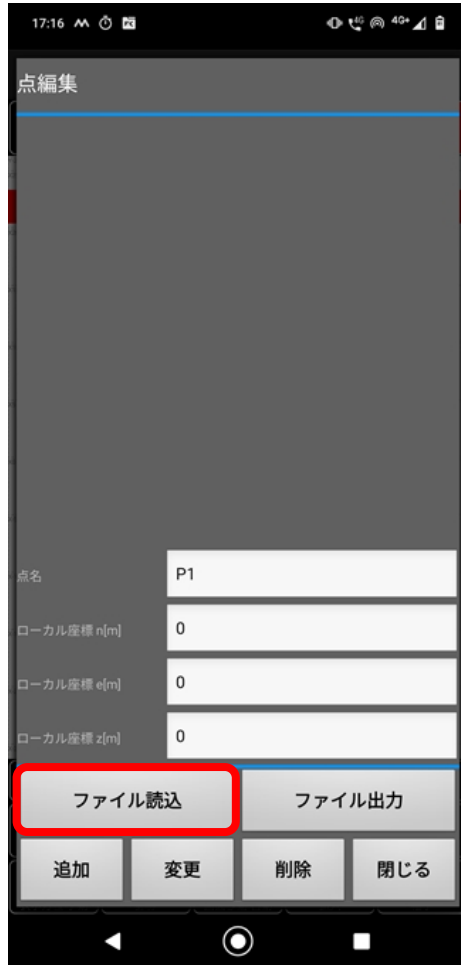 17:16
4G 4G+
点編集
点名 P1
ローカル座標 n[m] 0
ローカル座標 e[m] 0
ローカル座標 z[m] 0
ファイル読込 ファイル出力
追加 変更 削除 閉じる